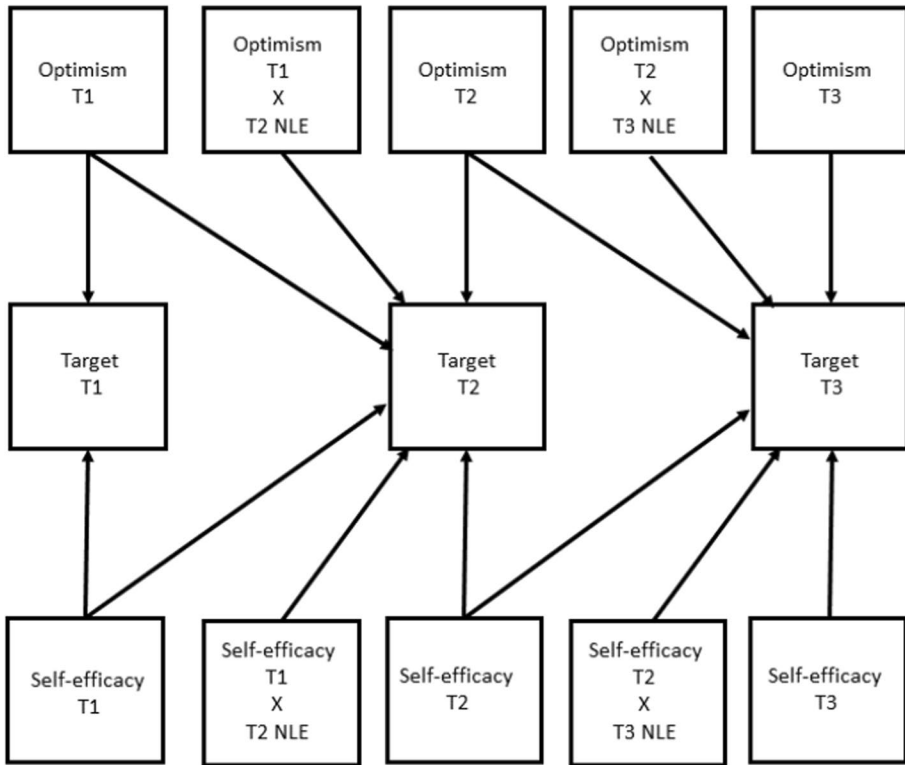 Optimism
T1
Optimism
T1
X
T2 NLE
Optimism
T2
Optimism
T2
X
T3 NLE
Optimism
T3
Target
T1
Target
T2
Target
T3
Self-efficacy
T1
Self-efficacy
T1
X
T2 NLE
Self-efficacy
T2
Self-efficacy
T2
X
T3 NLE
Self-efficacy
T3